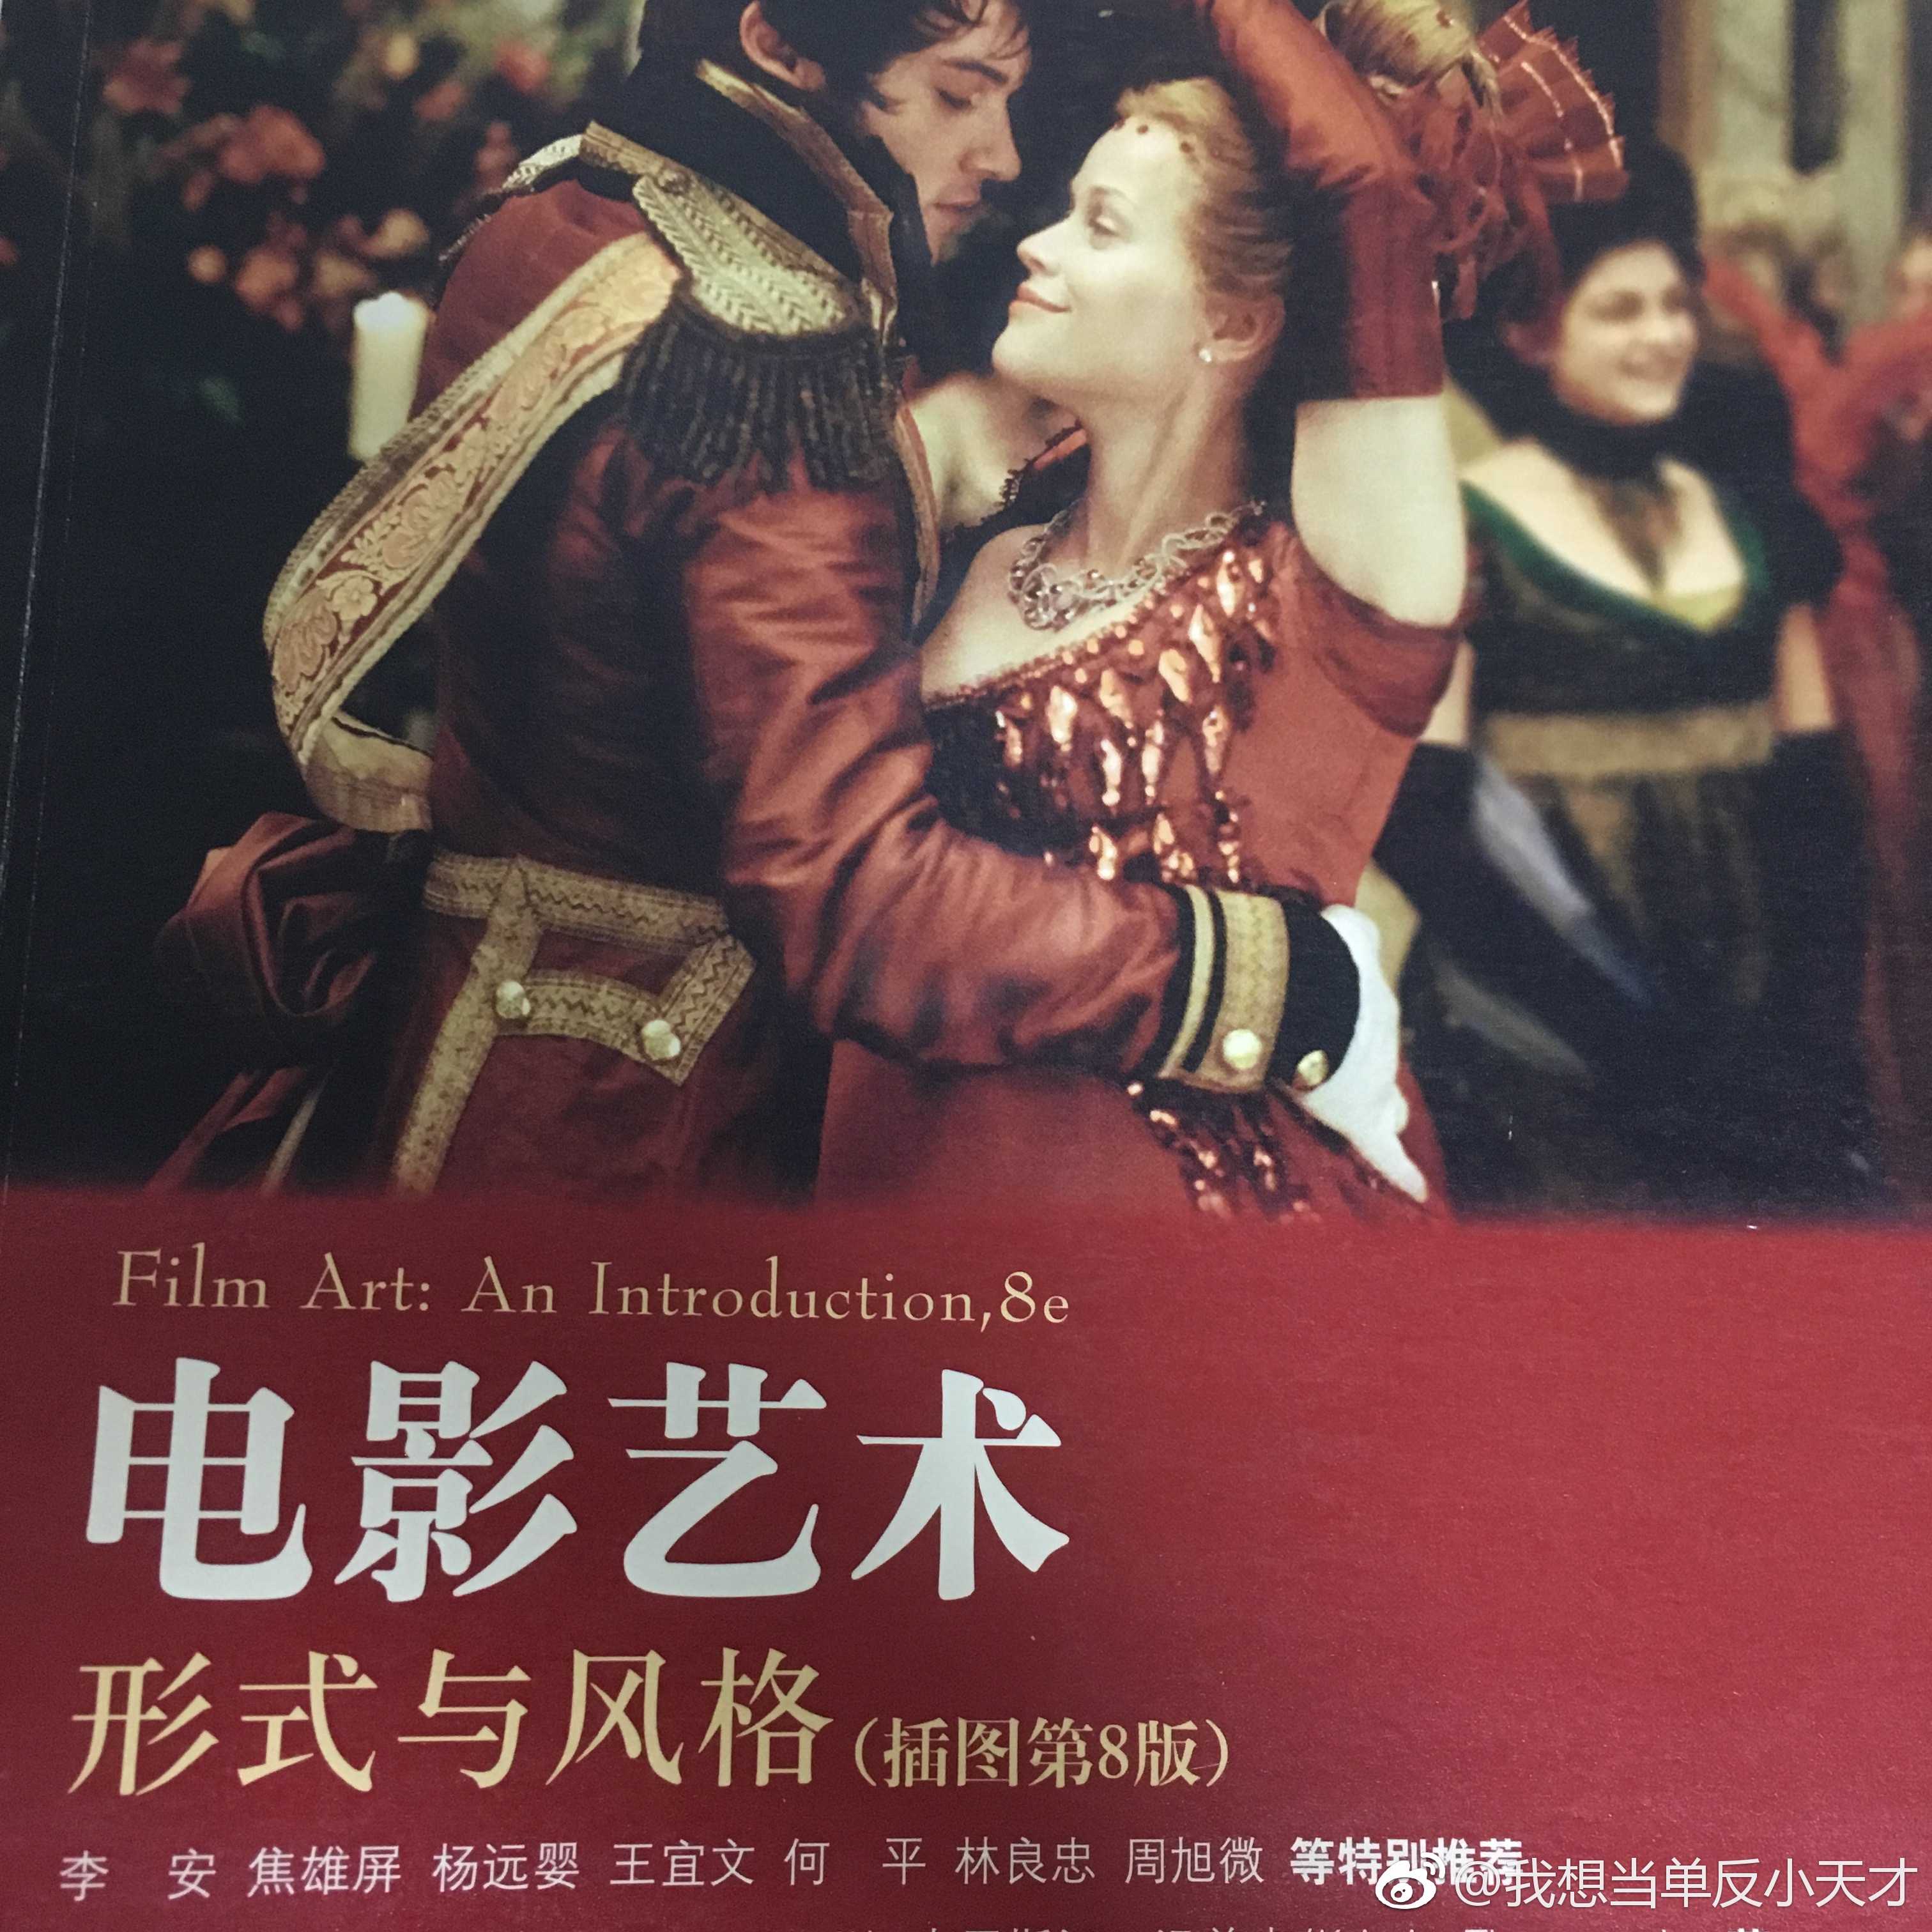 Film Art: An Introduction,8e
电影艺术
形式与风格(插图第8版)
李 安 焦雄屏 杨远婴 王宜文 何 平 林良忠 周旭微 等特别推荐
@我想当单反小天才